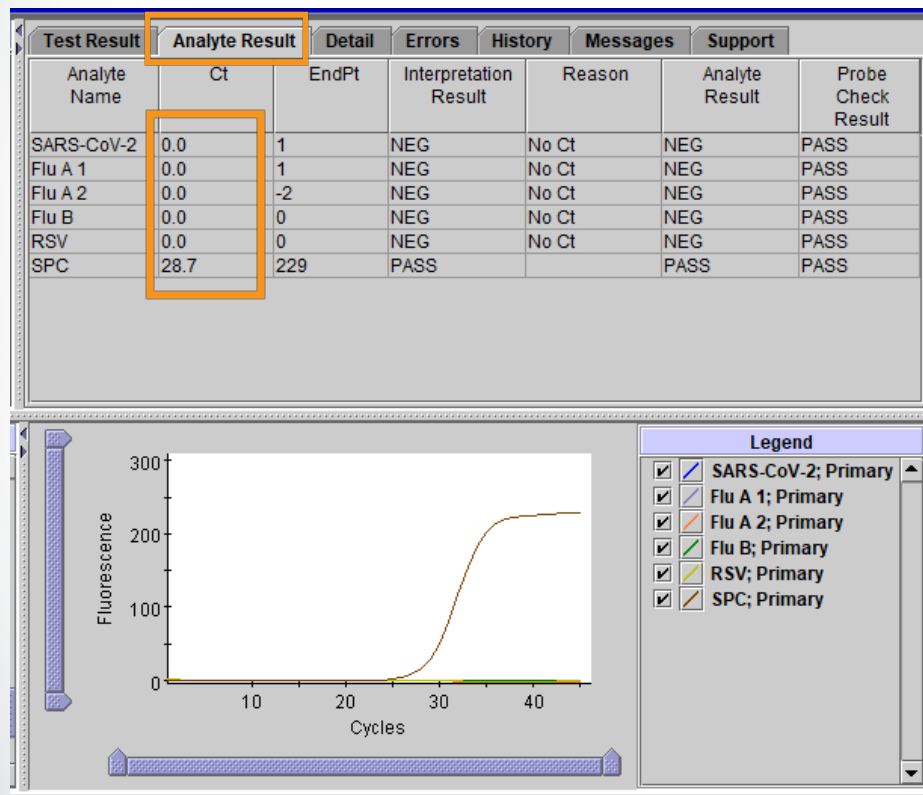 Test Result Analyte Result Detail Errors History Messages Support
Analyte Name Ct EndPt Interpretation Result Reason Analyte Result Probe Check Result
SARS-CoV-2 0.0 1 NEG No Ct NEG PASS
Flu A 1 0.0 1 NEG No Ct NEG PASS
Flu A 2 0.0 -2 NEG No Ct NEG PASS
Flu B 0.0 0 NEG No Ct NEG PASS
RSV 0.0 0 NEG No Ct NEG PASS
SPC 28.7 229 PASS PASS PASS
300
200
100
0
Fluorescence
10 20 30 40
Cycles
Legend
SARS-CoV-2; Primary
Flu A 1; Primary
Flu A 2; Primary
Flu B; Primary
RSV; Primary
SPC; Primary